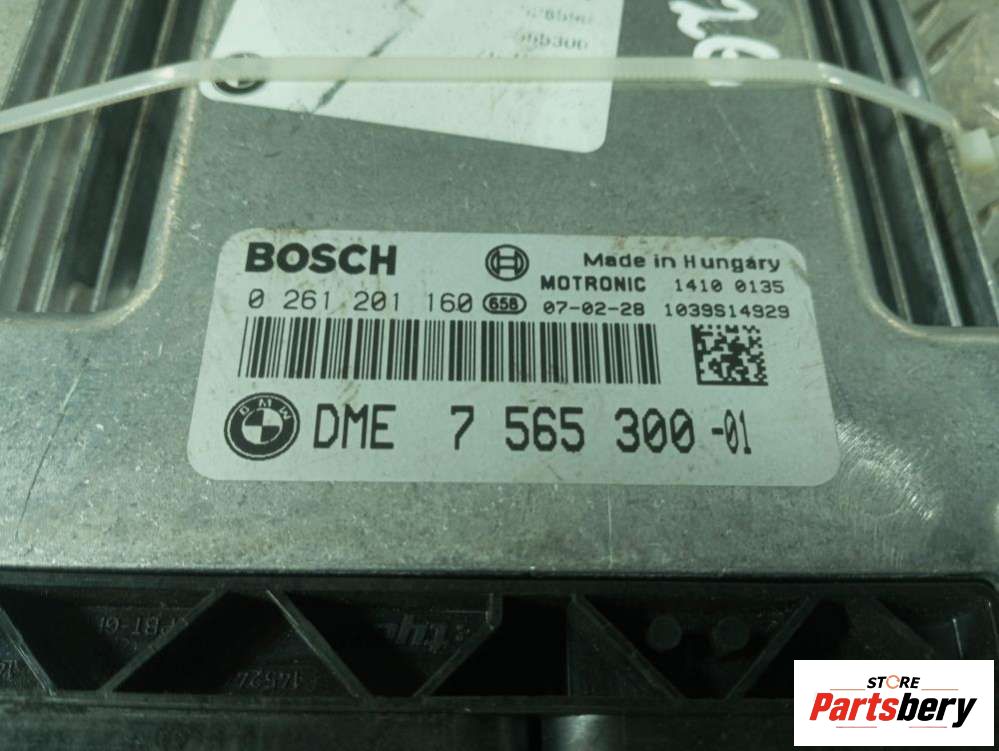 BOSCH
Made in Hungary
MOTRONIC 1410 0135
0 261 201 160 658 07-02-28 1039S14929
BMW DME 7 565 300 -01
STORE
Partsbery